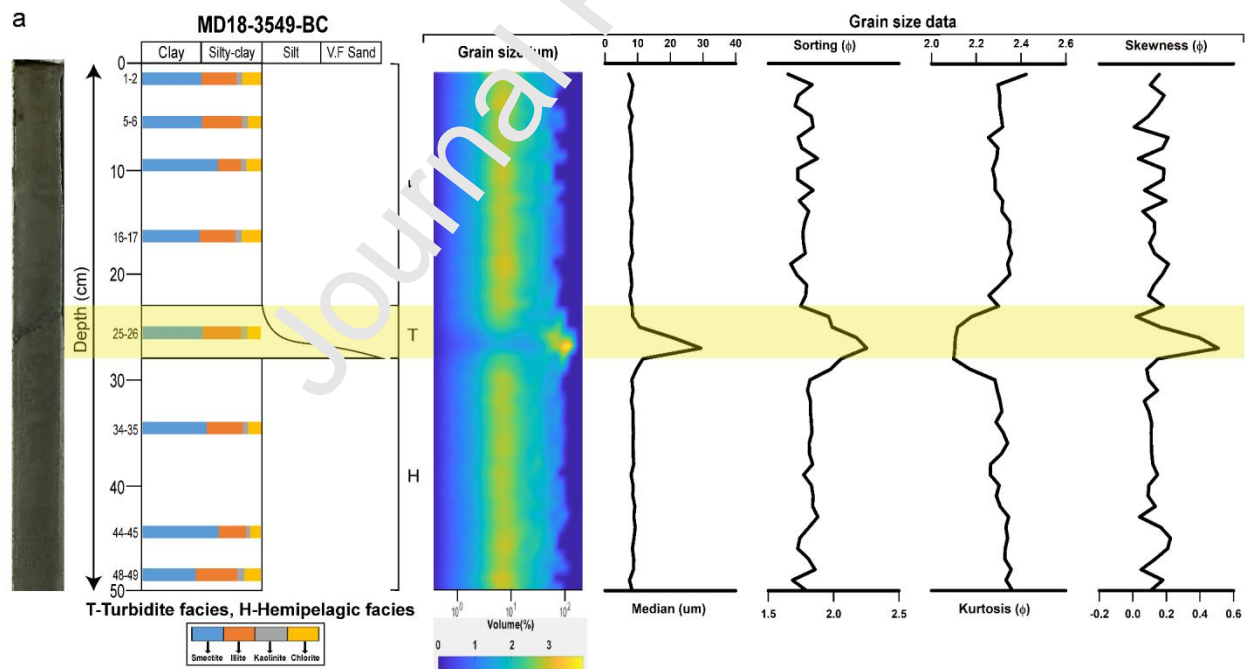 a
MD18-3549-BC
Grain size data
Clay Silty-clay Silt V.F Sand
Grain size (um)
0 10 20 30 40
Sorting (ϕ)
2.0 2.2 2.4 2.6
Skewness (ϕ)
Depth (cm)
0
10
20
30
40
50
1-2
5-6
9-10
16-17
25-26
34-35
44-45
48-49
T
H
Journal
T-Turbidite facies, H-Hemipelagic facies
Smectite Illite Kaolinite Chlorite
10⁰ 10¹ 10²
Volume(%)
0 1 2 3
Median (um)
1.5 2.0 2.5
Kurtosis (ϕ)
-0.2 0.0 0.2 0.4 0.6